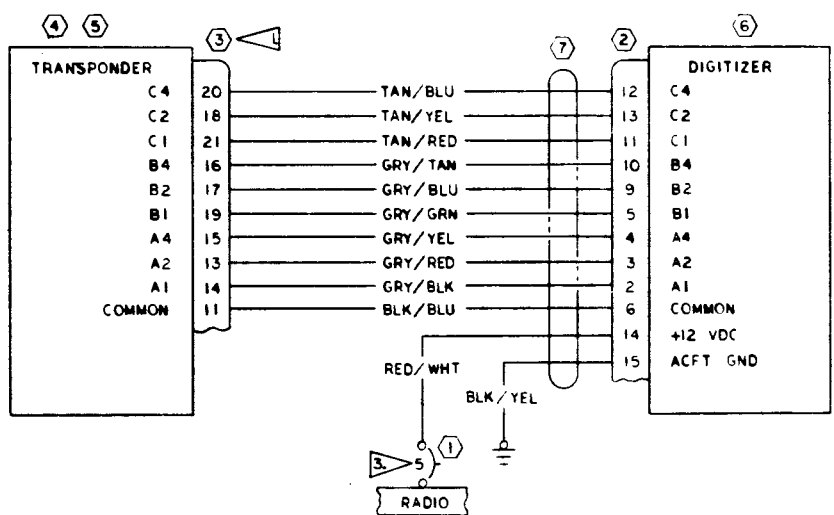 4 5 3 7 2 6
TRANSPONDER DIGITIZER
C4 20 TAN/BLU 12 C4
C2 18 TAN/YEL 13 C2
C1 21 TAN/RED 11 C1
B4 16 GRY/TAN 10 B4
B2 17 GRY/BLU 9 B2
B1 19 GRY/GRN 5 B1
A4 15 GRY/YEL 4 A4
A2 13 GRY/RED 3 A2
A1 14 GRY/BLK 2 A1
COMMON 11 BLK/BLU 6 COMMON
14 +12 VDC
RED/WHT 15 ACFT GND
BLK/YEL
3. 5 1
RADIO